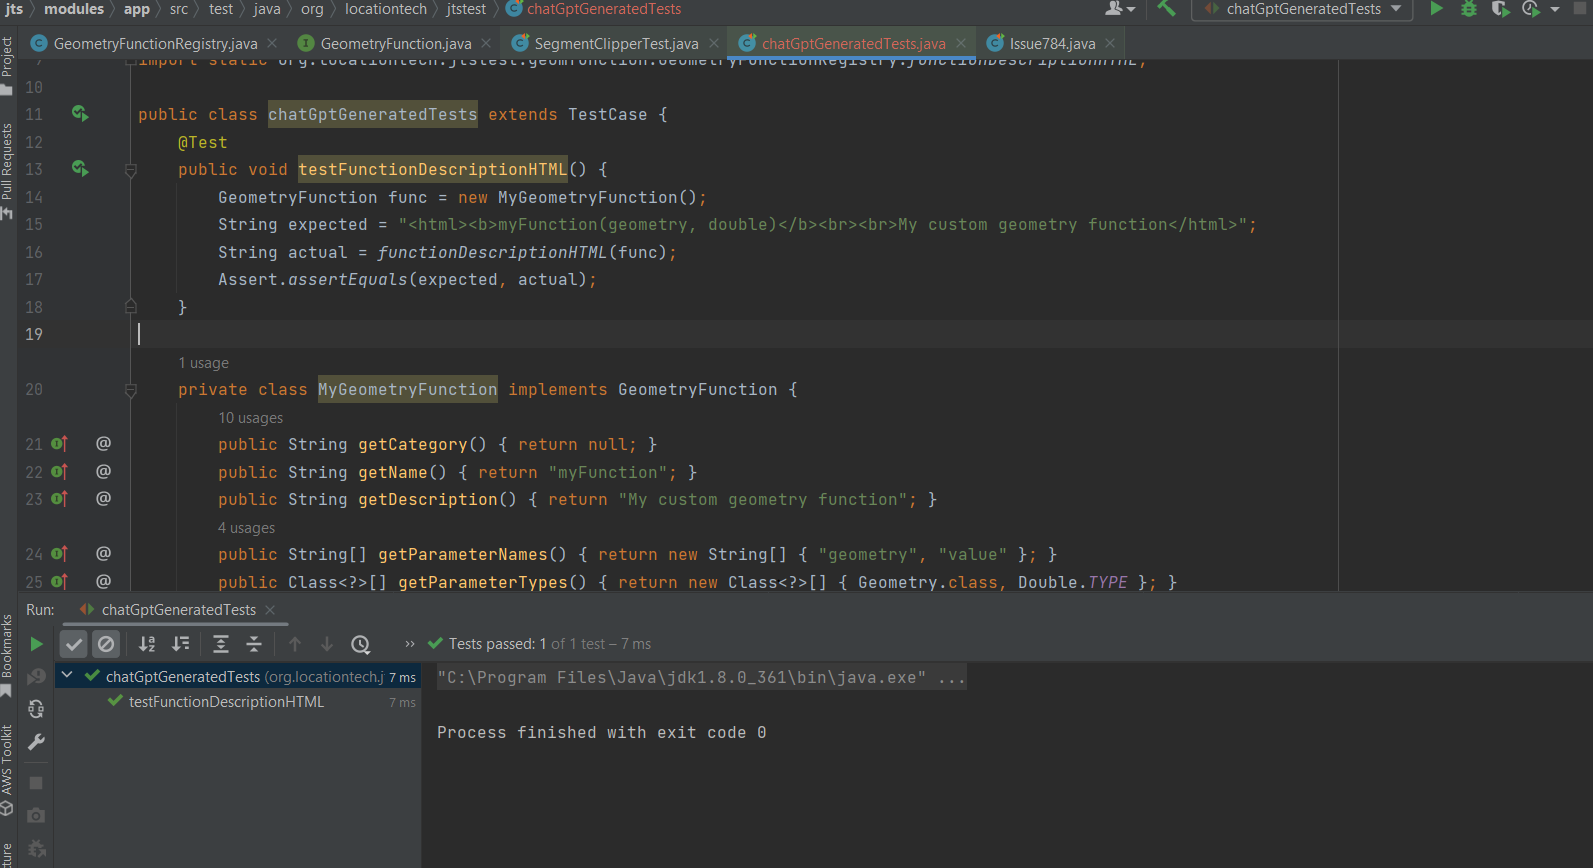 jts modules app src test java org locationtech jtstest chatGptGeneratedTests chatGptGeneratedTests
GeometryFunctionRegistry.java GeometryFunction.java SegmentClipperTest.java chatGptGeneratedTests.java Issue784.java
Project
Pull Requests
9 import static org.locationtech.jtstest.geomfunction.GeometryFunctionRegistry.functionDescriptionHTML;
10
11 public class chatGptGeneratedTests extends TestCase {
12 @Test
13 public void testFunctionDescriptionHTML() {
14 GeometryFunction func = new MyGeometryFunction();
15 String expected = "<html><b>myFunction(geometry, double)</b><br><br>My custom geometry function</html>";
16 String actual = functionDescriptionHTML(func);
17 Assert.assertEquals(expected, actual);
18 }
19
1 usage
20 private class MyGeometryFunction implements GeometryFunction {
10 usages
21 @ public String getCategory() { return null; }
22 @ public String getName() { return "myFunction"; }
23 @ public String getDescription() { return "My custom geometry function"; }
4 usages
24 @ public String[] getParameterNames() { return new String[] { "geometry", "value" }; }
25 @ public Class<?>[] getParameterTypes() { return new Class<?>[] { Geometry.class, Double.TYPE }; }
Run: chatGptGeneratedTests
» Tests passed: 1 of 1 test – 7 ms
chatGptGeneratedTests (org.locationtech.j 7 ms
testFunctionDescriptionHTML 7 ms
"C:\Program Files\Java\jdk1.8.0_361\bin\java.exe" ...
Process finished with exit code 0
Bookmarks
AWS Toolkit